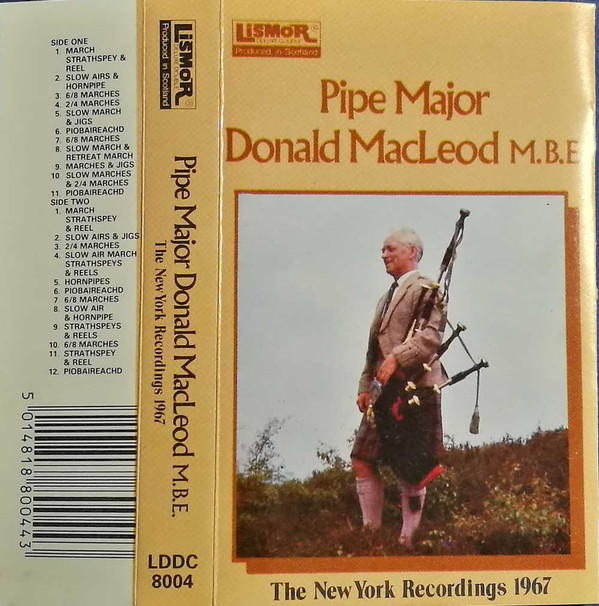 SIDE ONE
1. MARCH
STRATHSPEY &
REEL
2. SLOW AIRS &
HORNPIPE
3. 6/8 MARCHES
4. 2/4 MARCHES
5. SLOW MARCH
& JIGS
6. PIOBAIREACHD
7. 6/8 MARCHES
8. SLOW MARCH &
RETREAT MARCH
9. MARCHES & JIGS
10. SLOW MARCHES
& 2/4 MARCHES
11. PIOBAIREACHD
SIDE TWO
1. MARCH
STRATHSPEY
& REEL
2. SLOW AIRS & JIGS
3. 2/4 MARCHES
4. SLOW AIR MARCH
STRATHSPEYS
& REELS
5. HORNPIPES
6. PIOBAIREACHD
7. 6/8 MARCHES
8. SLOW AIR
& HORNPIPE
9. STRATHSPEYS
& REELS
10. 6/8 MARCHES
11. STRATHSPEY
& REEL
12. PIOBAIREACHD
5 014818 800443
LISMOR
Produced in Scotland
Pipe Major Donald MacLeod M.B.E.
The New York Recordings 1967
LDDC
8004
LISMOR
Produced in Scotland
Pipe Major
Donald MacLeod M.B.E
The New York Recordings 1967